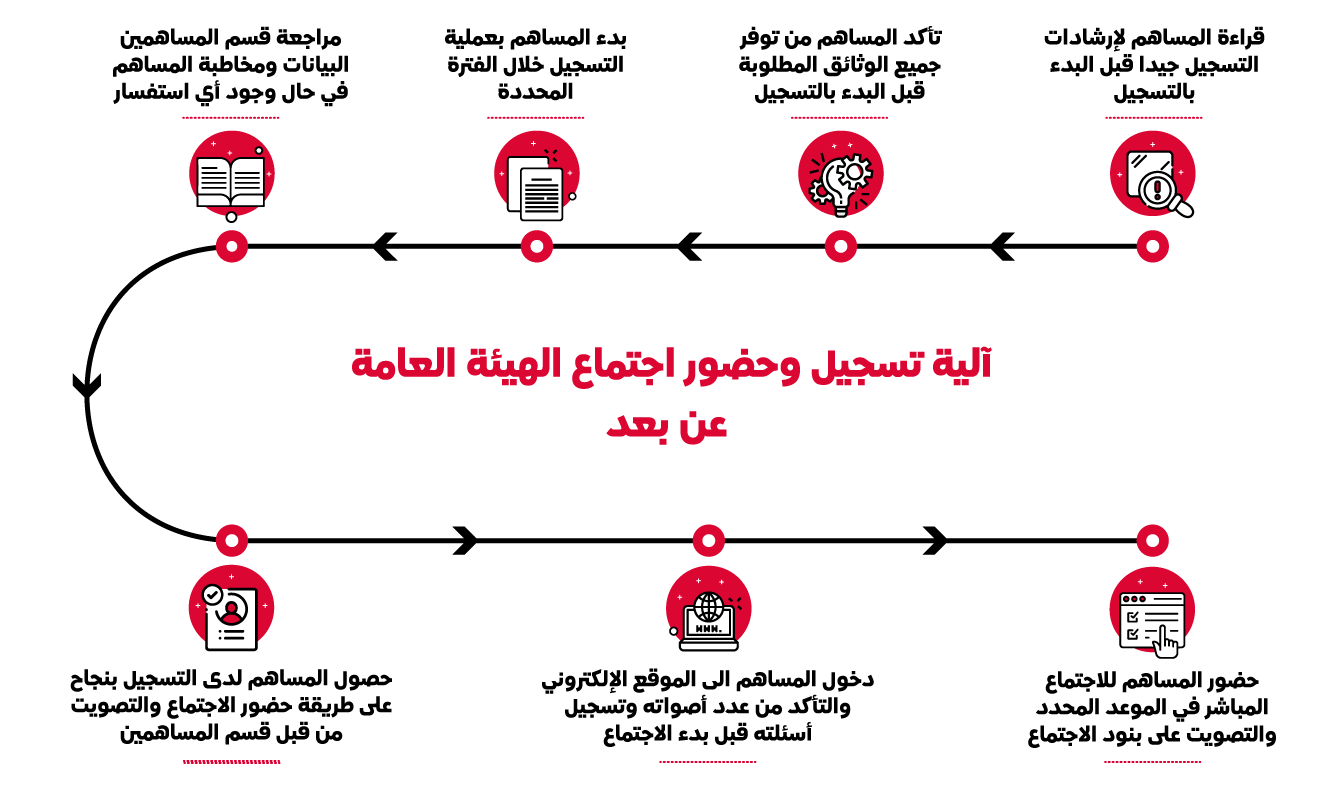 قراءة المساهم لإرشادات
التسجيل جيدا قبل البدء
بالتسجيل
تأكد المساهم من توفر
جميع الوثائق المطلوبة
قبل البدء بالتسجيل
بدء المساهم بعملية
التسجيل خلال الفترة
المحددة
مراجعة قسم المساهمين
البيانات ومخاطبة المساهم
في حال وجود أي استفسار
آلية تسجيل وحضور اجتماع الهيئة العامة
عن بعد
حصول المساهم لدى التسجيل بنجاح
على طريقة حضور الاجتماع والتصويت
من قبل قسم المساهمين
www.
دخول المساهم الى الموقع الإلكتروني
والتأكد من عدد أصواته وتسجيل
أسئلته قبل بدء الاجتماع
حضور المساهم للاجتماع
المباشر في الموعد المحدد
والتصويت على بنود الاجتماع